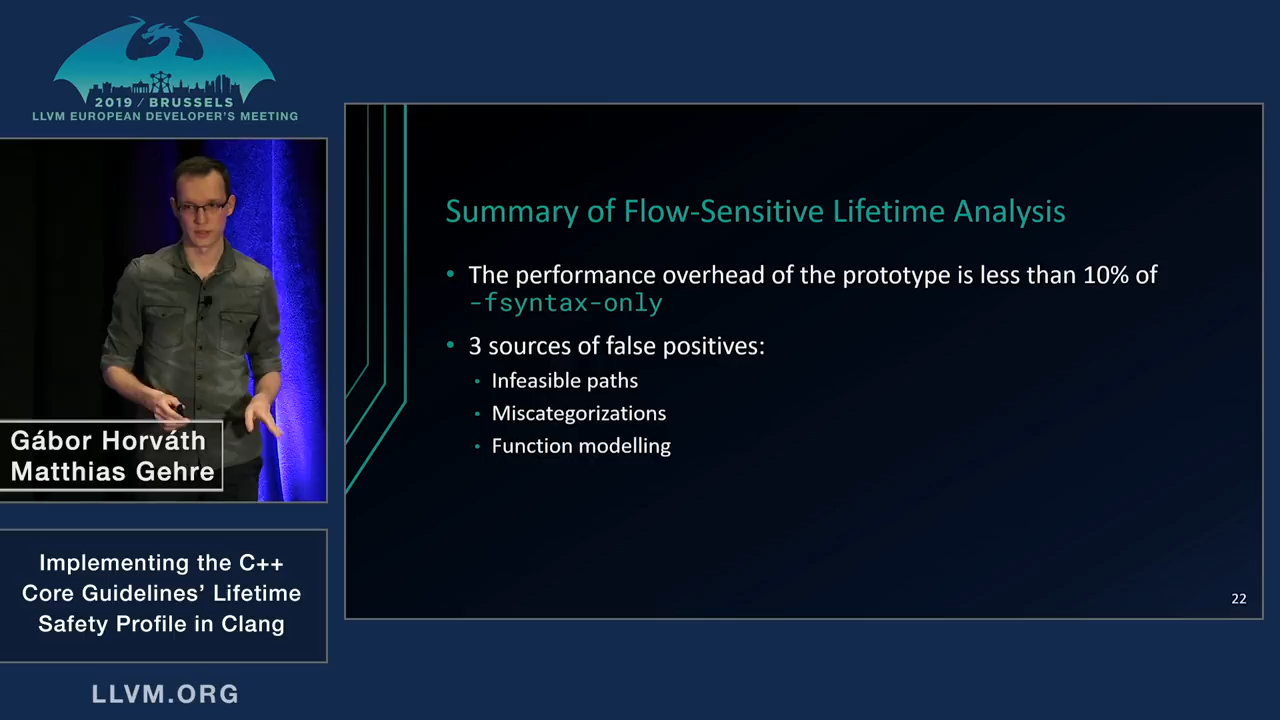 2019 / BRUSSELS
LLVM EUROPEAN DEVELOPER'S MEETING
Gábor Horváth
Matthias Gehre
Implementing the C++
Core Guidelines' Lifetime
Safety Profile in Clang
LLVM.ORG
Summary of Flow-Sensitive Lifetime Analysis
• The performance overhead of the prototype is less than 10% of
-fsyntax-only
• 3 sources of false positives:
• Infeasible paths
• Miscategorizations
• Function modelling
22